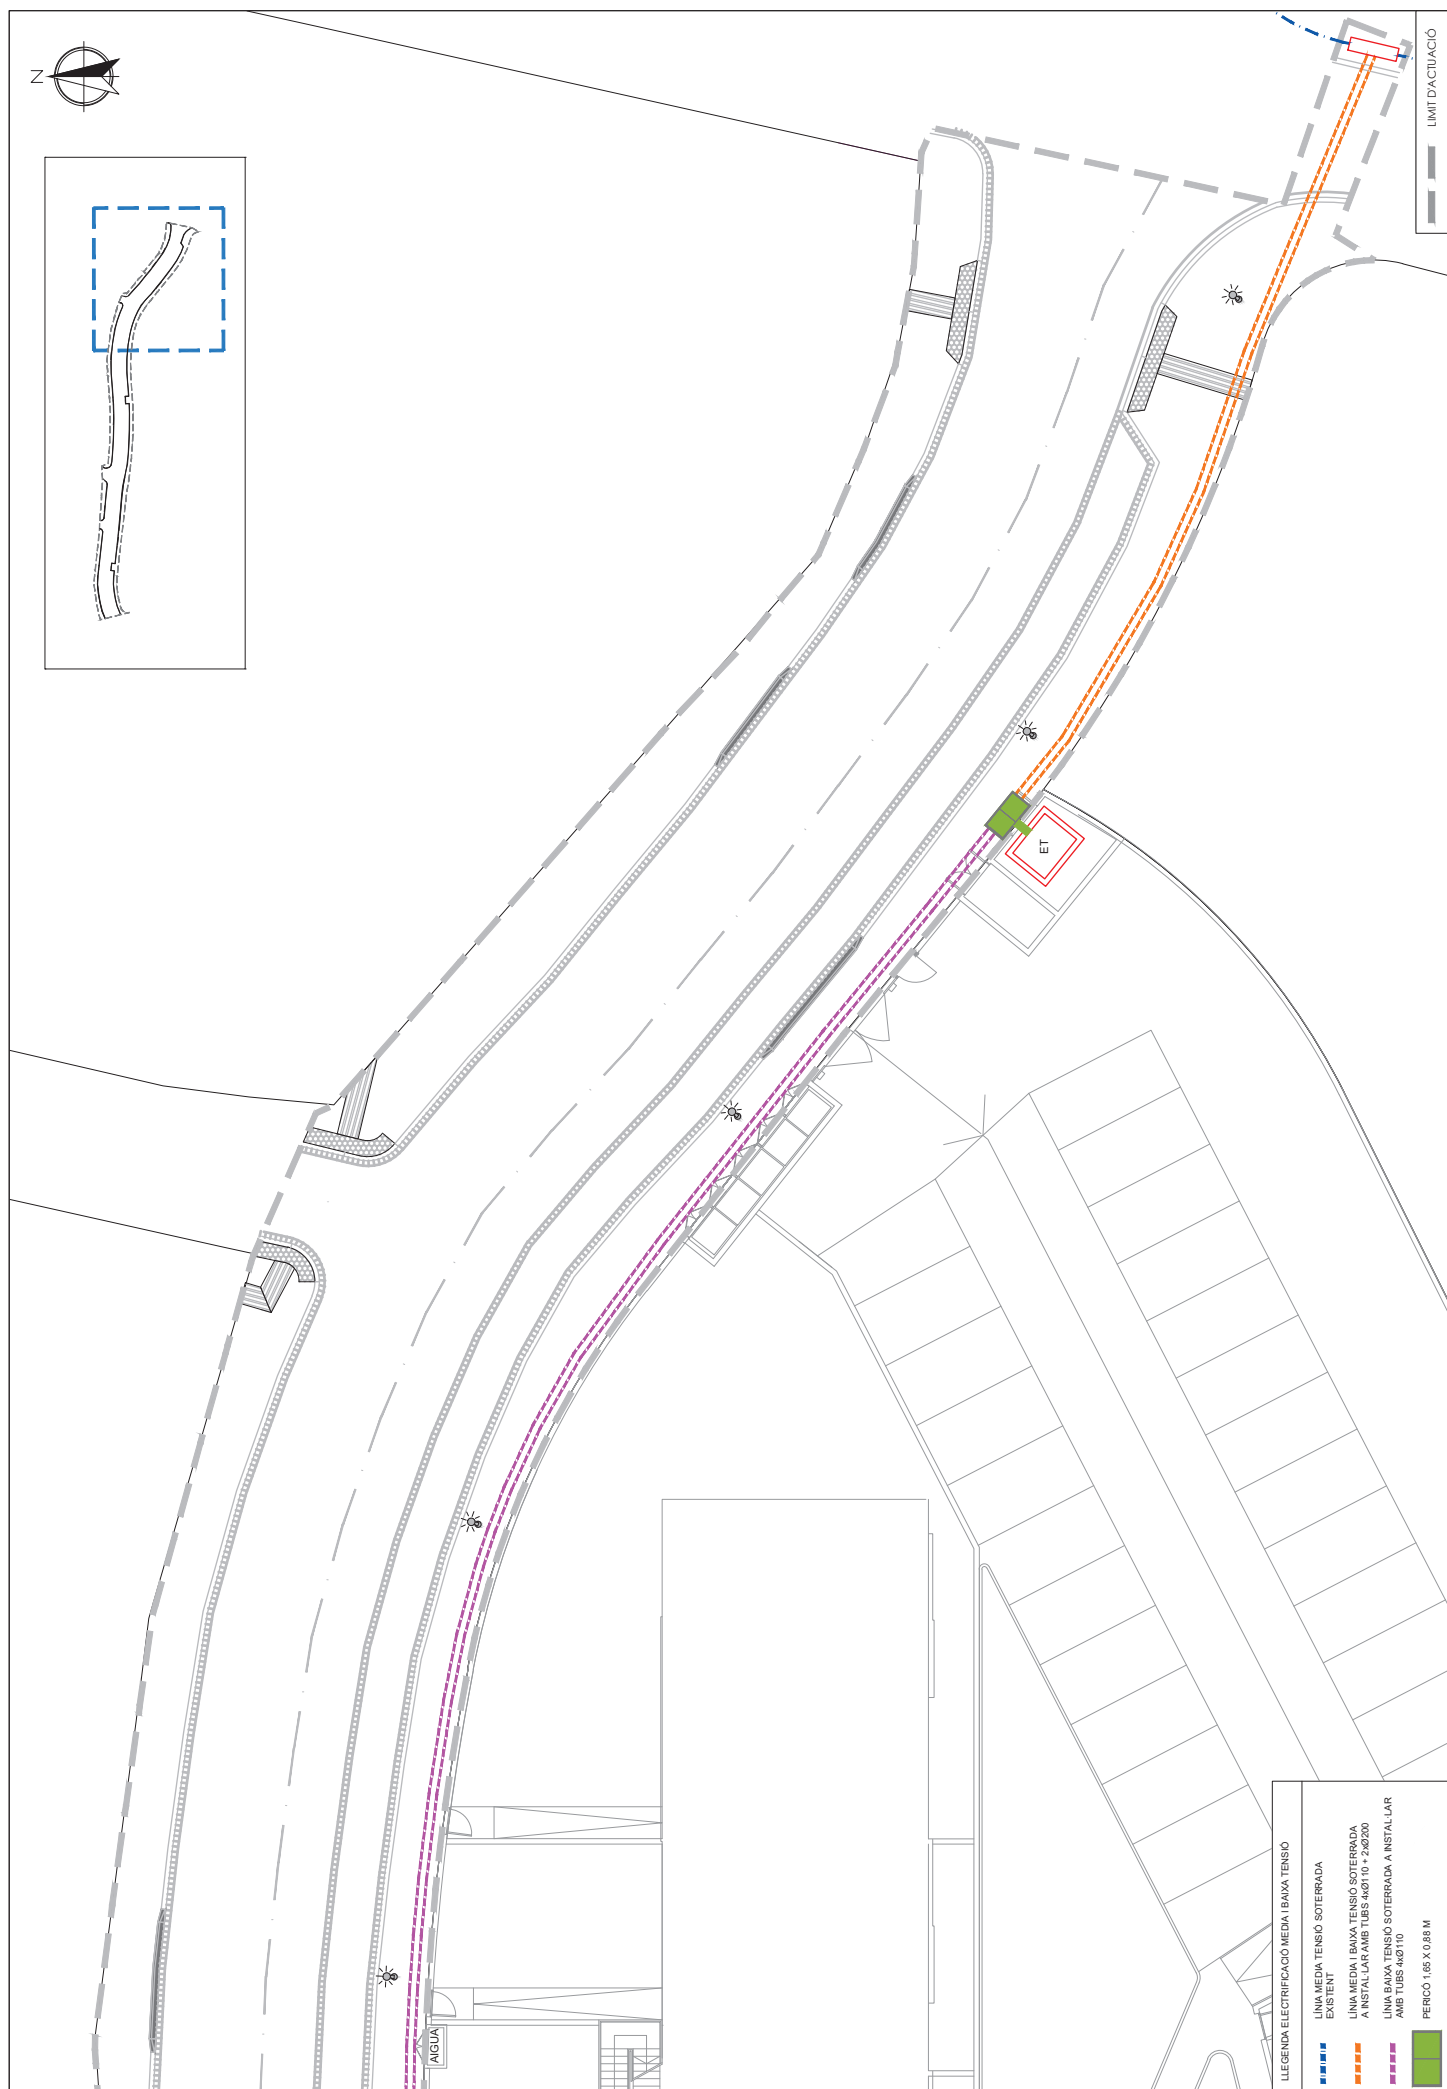 N
LIMIT D'ACTUACIÓ
ET
AIGUA
LLEGENDA ELECTRIFICACIÓ MEDIA I BAIXA TENSIÓ
LÍNIA MEDIA TENSIÓ SOTERRADA
EXISTENT
LÍNIA MEDIA I BAIXA TENSIÓ SOTERRADA
A INSTAL·LAR AMB TUBS 4xØ110 + 2xØ200
LÍNIA BAIXA TENSIÓ SOTERRADA A INSTAL·LAR
AMB TUBS 4xØ110
PERICÓ 1,65 X 0,88 M